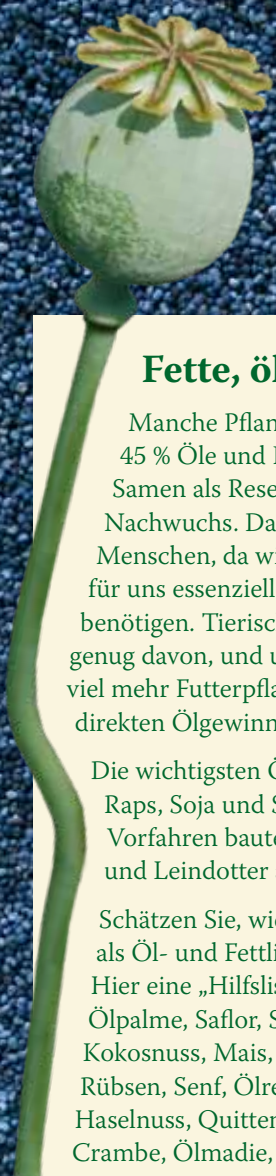 Fette, öl
Manche Pflan
45 % Öle und
Samen als Rese
Nachwuchs. Da
Menschen, da wi
für uns essenziell
benötigen. Tierisc
genug davon, und u
viel mehr Futterpfla
direkten Ölgewinn
Die wichtigsten Ö
Raps, Soja und S
Vorfahren baute
und Leindotter
Schätzen Sie, wie
als Öl- und Fettli
Hier eine „Hilfslis
Ölpalme, Saflor, S
Kokosnuss, Mais,
Rübsen, Senf, Ölre
Haselnuss, Quitten
Crambe, Ölmadie,